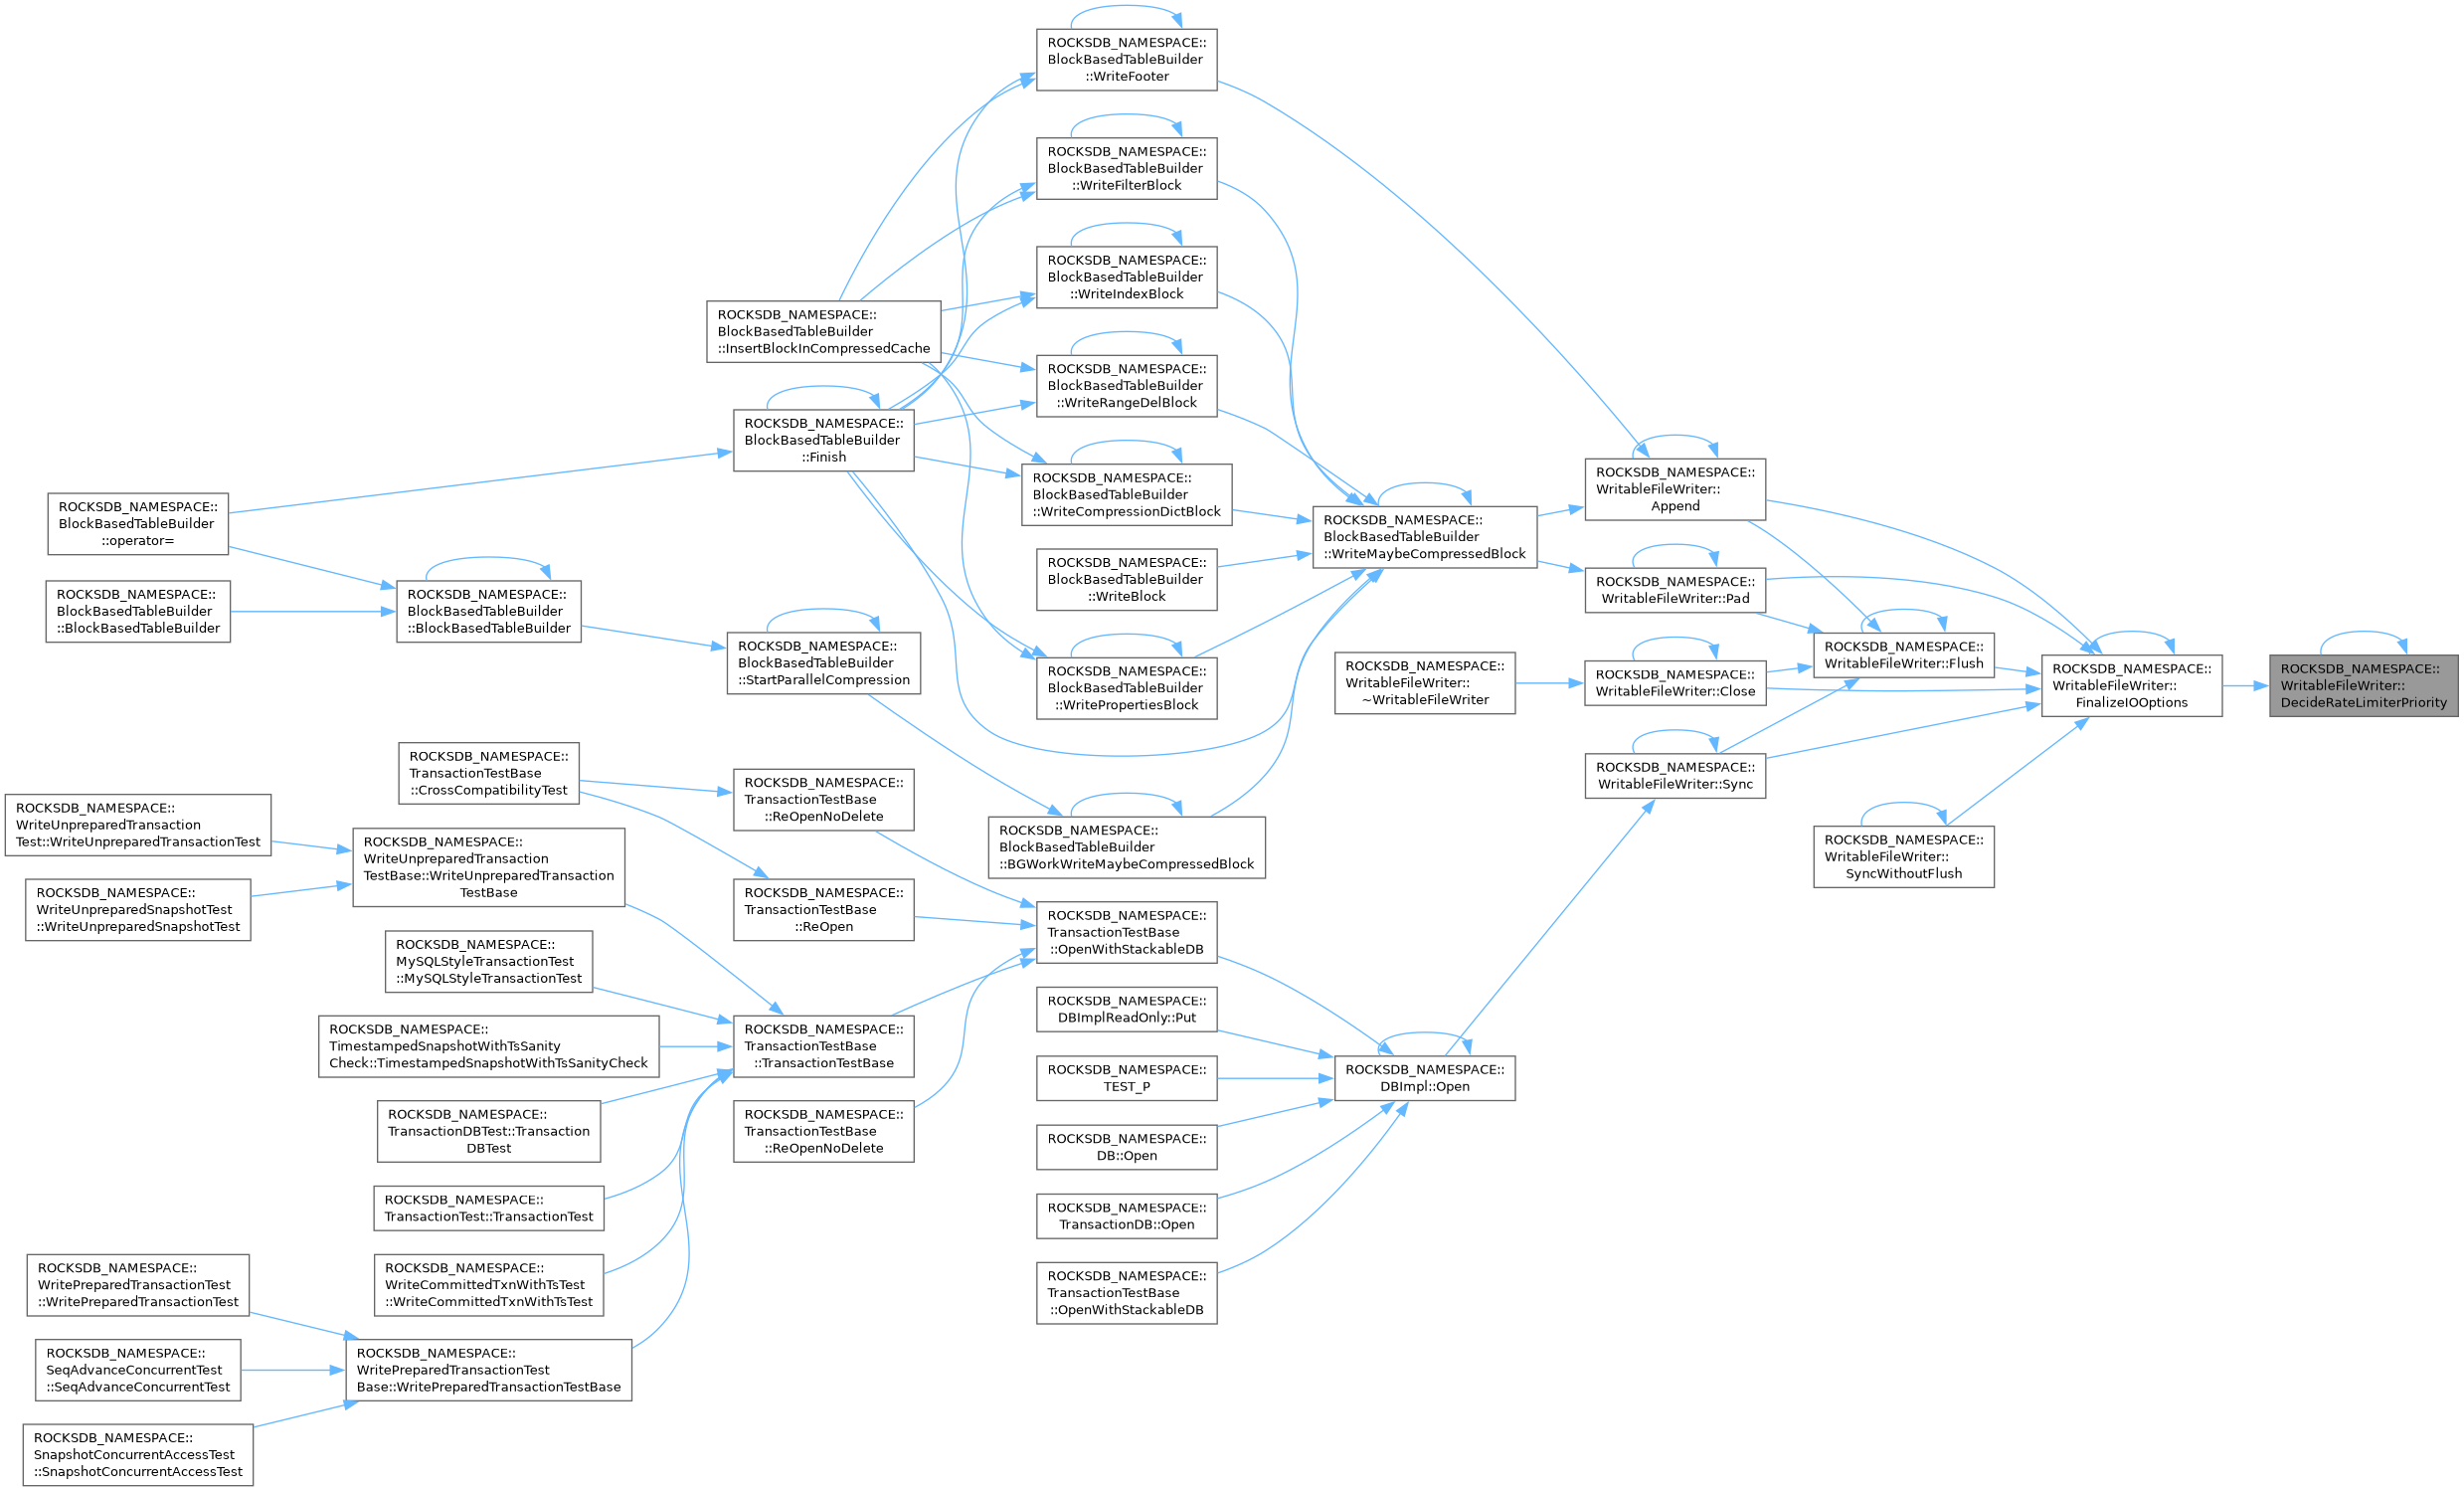 ROCKSDB_NAMESPACE::
BlockBasedTableBuilder
::WriteFooter
ROCKSDB_NAMESPACE::
BlockBasedTableBuilder
::WriteFilterBlock
ROCKSDB_NAMESPACE::
BlockBasedTableBuilder
::WriteIndexBlock
ROCKSDB_NAMESPACE::
BlockBasedTableBuilder
::InsertBlockInCompressedCache
ROCKSDB_NAMESPACE::
BlockBasedTableBuilder
::WriteRangeDelBlock
ROCKSDB_NAMESPACE::
BlockBasedTableBuilder
::Finish
ROCKSDB_NAMESPACE::
BlockBasedTableBuilder
::WriteCompressionDictBlock
ROCKSDB_NAMESPACE::
WritableFileWriter::
Append
ROCKSDB_NAMESPACE::
BlockBasedTableBuilder
::operator=
ROCKSDB_NAMESPACE::
BlockBasedTableBuilder
::WriteMaybeCompressedBlock
ROCKSDB_NAMESPACE::
BlockBasedTableBuilder
::WriteBlock
ROCKSDB_NAMESPACE::
WritableFileWriter::Pad
ROCKSDB_NAMESPACE::
BlockBasedTableBuilder
::BlockBasedTableBuilder
ROCKSDB_NAMESPACE::
BlockBasedTableBuilder
::BlockBasedTableBuilder
ROCKSDB_NAMESPACE::
BlockBasedTableBuilder
::StartParallelCompression
ROCKSDB_NAMESPACE::
BlockBasedTableBuilder
::WritePropertiesBlock
ROCKSDB_NAMESPACE::
WritableFileWriter::
~WritableFileWriter
ROCKSDB_NAMESPACE::
WritableFileWriter::Close
ROCKSDB_NAMESPACE::
WritableFileWriter::Flush
ROCKSDB_NAMESPACE::
WritableFileWriter::
FinalizeIOOptions
ROCKSDB_NAMESPACE::
WritableFileWriter::
DecideRateLimiterPriority
ROCKSDB_NAMESPACE::
TransactionTestBase
::CrossCompatibilityTest
ROCKSDB_NAMESPACE::
TransactionTestBase
::ReOpenNoDelete
ROCKSDB_NAMESPACE::
WritableFileWriter::Sync
ROCKSDB_NAMESPACE::
WriteUnpreparedTransaction
Test::WriteUnpreparedTransactionTest
ROCKSDB_NAMESPACE::
WriteUnpreparedTransaction
TestBase::WriteUnpreparedTransaction
TestBase
ROCKSDB_NAMESPACE::
BlockBasedTableBuilder
::BGWorkWriteMaybeCompressedBlock
ROCKSDB_NAMESPACE::
WritableFileWriter::
SyncWithoutFlush
ROCKSDB_NAMESPACE::
WriteUnpreparedSnapshotTest
::WriteUnpreparedSnapshotTest
ROCKSDB_NAMESPACE::
TransactionTestBase
::ReOpen
ROCKSDB_NAMESPACE::
TransactionTestBase
::OpenWithStackableDB
ROCKSDB_NAMESPACE::
MySQLStyleTransactionTest
::MySQLStyleTransactionTest
ROCKSDB_NAMESPACE::
DBImplReadOnly::Put
ROCKSDB_NAMESPACE::
TimestampedSnapshotWithTsSanity
Check::TimestampedSnapshotWithTsSanityCheck
ROCKSDB_NAMESPACE::
TransactionTestBase
::TransactionTestBase
ROCKSDB_NAMESPACE::
TEST_P
ROCKSDB_NAMESPACE::
DBImpl::Open
ROCKSDB_NAMESPACE::
TransactionDBTest::Transaction
DBTest
ROCKSDB_NAMESPACE::
TransactionTestBase
::ReOpenNoDelete
ROCKSDB_NAMESPACE::
DB::Open
ROCKSDB_NAMESPACE::
TransactionTest::TransactionTest
ROCKSDB_NAMESPACE::
TransactionDB::Open
ROCKSDB_NAMESPACE::
WritePreparedTransactionTest
::WritePreparedTransactionTest
ROCKSDB_NAMESPACE::
WriteCommittedTxnWithTsTest
::WriteCommittedTxnWithTsTest
ROCKSDB_NAMESPACE::
TransactionTestBase
::OpenWithStackableDB
ROCKSDB_NAMESPACE::
SeqAdvanceConcurrentTest
::SeqAdvanceConcurrentTest
ROCKSDB_NAMESPACE::
WritePreparedTransactionTest
Base::WritePreparedTransactionTestBase
ROCKSDB_NAMESPACE::
SnapshotConcurrentAccessTest
::SnapshotConcurrentAccessTest